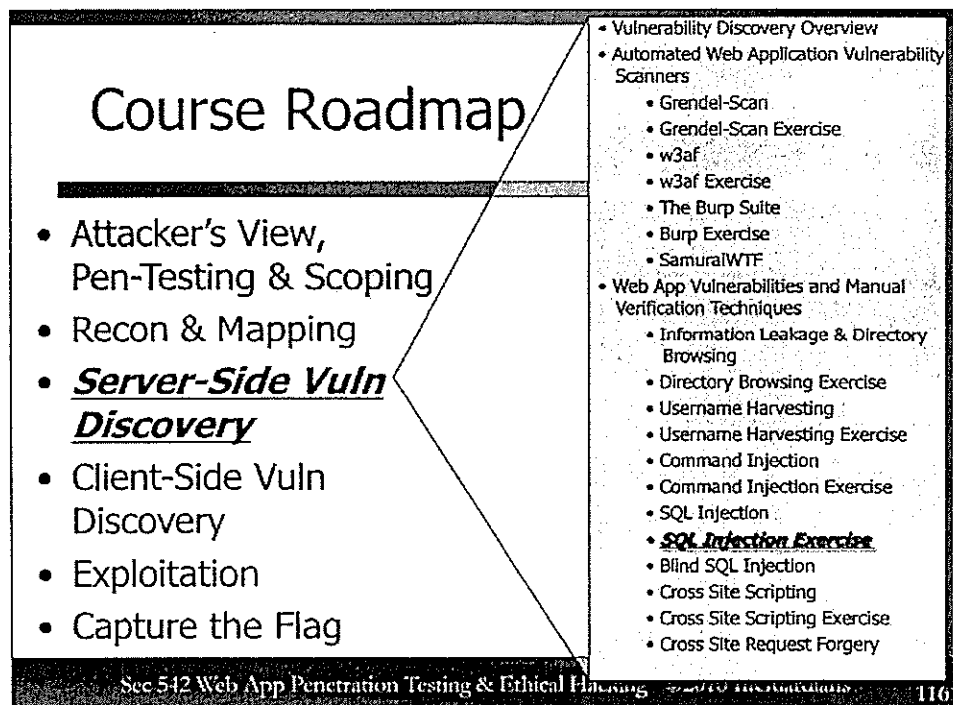 Course Roadmap
• Attacker's View,
Pen-Testing & Scoping
• Recon & Mapping
• Server-Side Vuln
Discovery
• Client-Side Vuln
Discovery
• Exploitation
• Capture the Flag
• Vulnerability Discovery Overview
• Automated Web Application Vulnerability
Scanners
• Grendel-Scan
• Grendel-Scan Exercise
• w3af
• w3af Exercise
• The Burp Suite
• Burp Exercise
• SamuraiWTF
• Web App Vulnerabilities and Manual
Verification Techniques
• Information Leakage & Directory
Browsing
• Directory Browsing Exercise
• Username Harvesting
• Username Harvesting Exercise
• Command Injection
• Command Injection Exercise
• SQL Injection
• SQL Injection Exercise
• Blind SQL Injection
• Cross Site Scripting
• Cross Site Scripting Exercise
• Cross Site Request Forgery
Sec 542 Web App Penetration Testing & Ethical Hacking ©2010 InGuardians
116